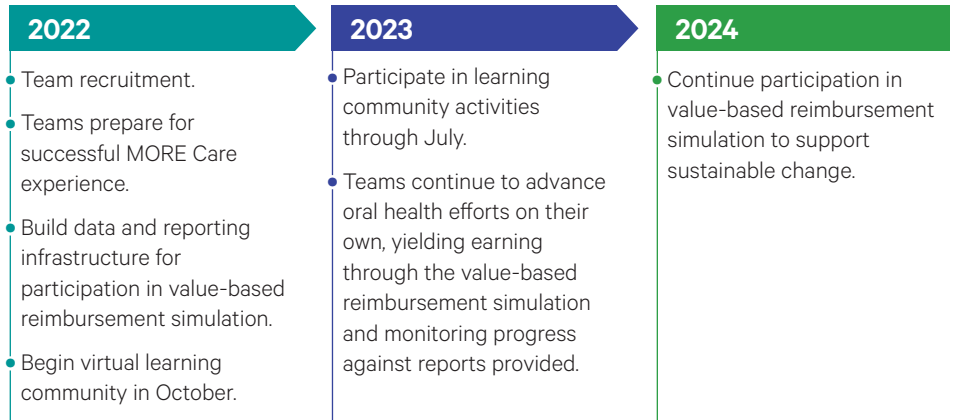 2022
Team recruitment.
Teams prepare for
successful MORE Care
experience.
Build data and reporting
infrastructure for
participation in value-based
reimbursement simulation.
Begin virtual learning
community in October.
2023
Participate in learning
community activities
through July.
Teams continue to advance
oral health efforts on their
own, yielding earning
through the value-based
reimbursement simulation
and monitoring progress
against reports provided.
2024
Continue participation in
value-based reimbursement
simulation to support
sustainable change.